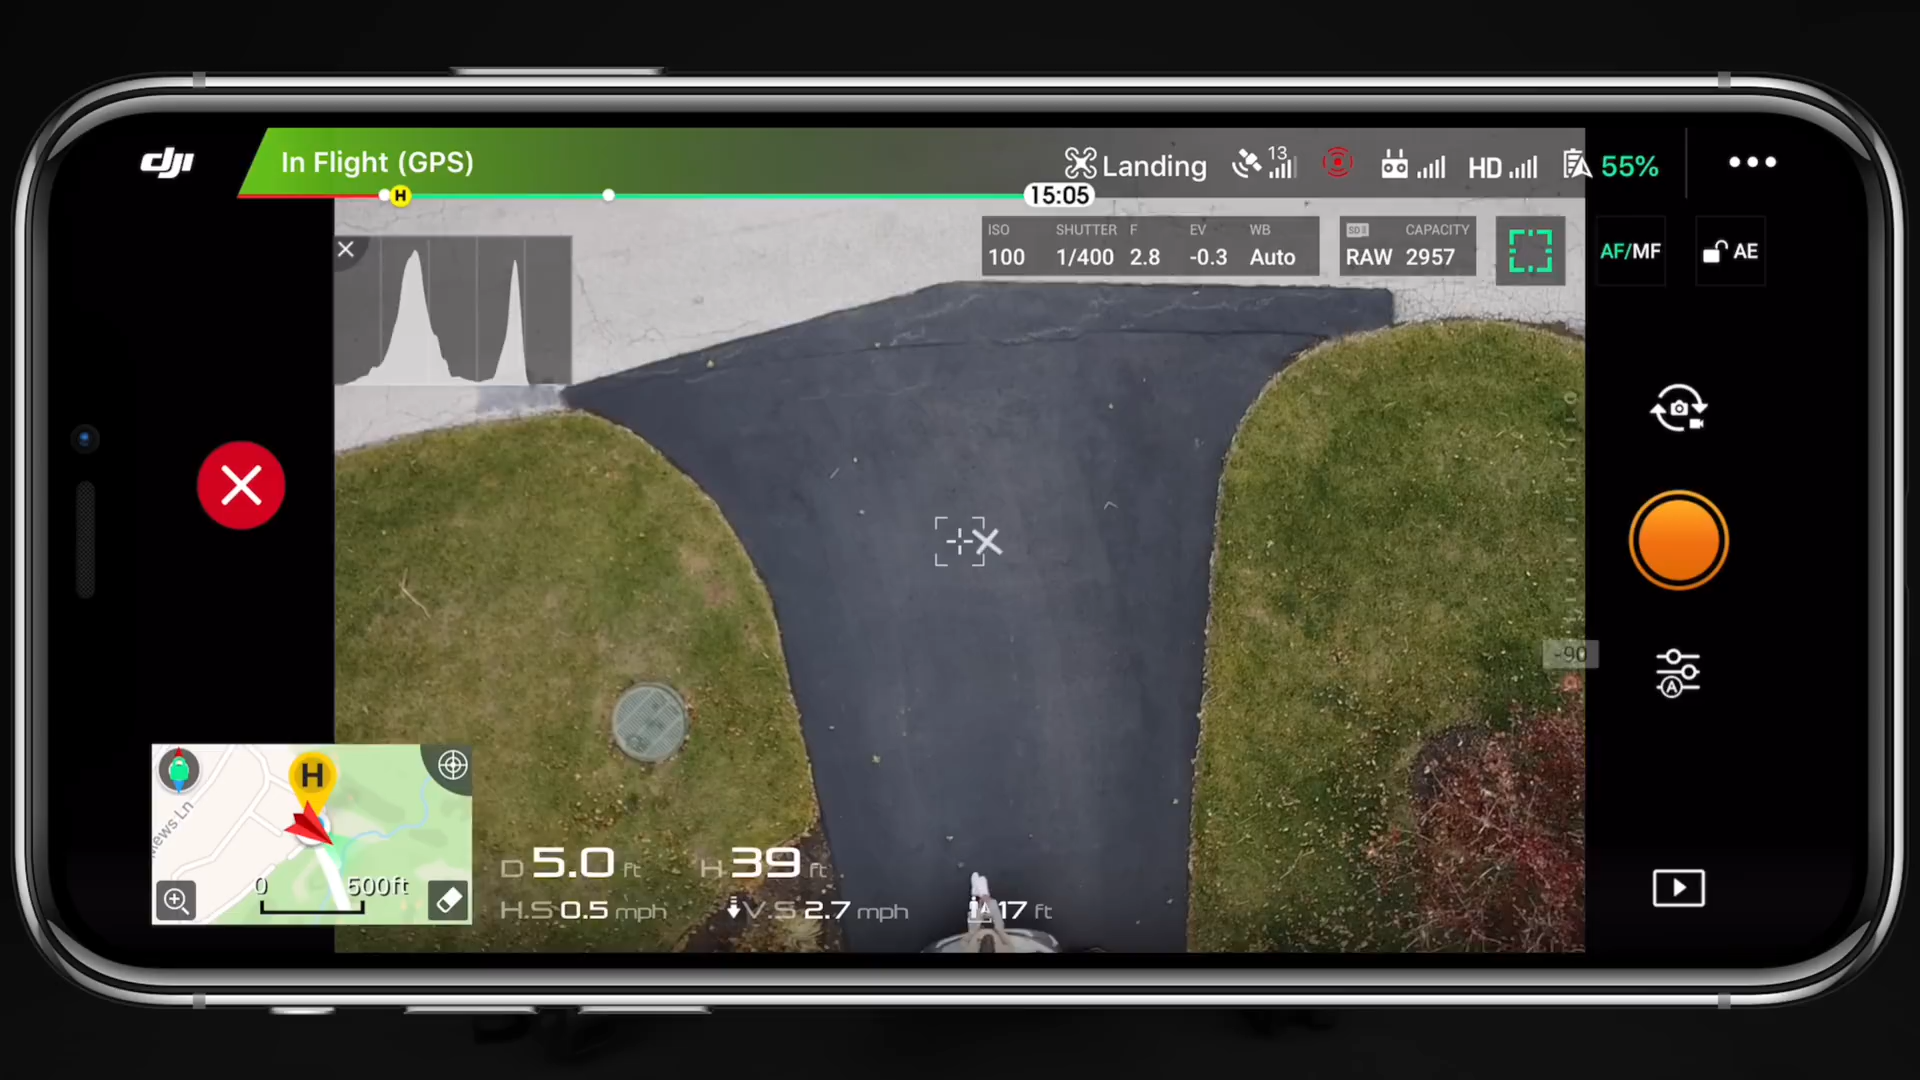 dji
In Flight (GPS)
Landing
13
HD
55%
H
15:05
ISO SHUTTER F EV WB
100 1/400 2.8 -0.3 Auto
CAPACITY
RAW 2957
AF/MF
AE
-90
A
H
Mews Ln
0 500ft
D 5.0 ft H 39 ft
H.S 0.5 mph V.S 2.7 mph 17 ft